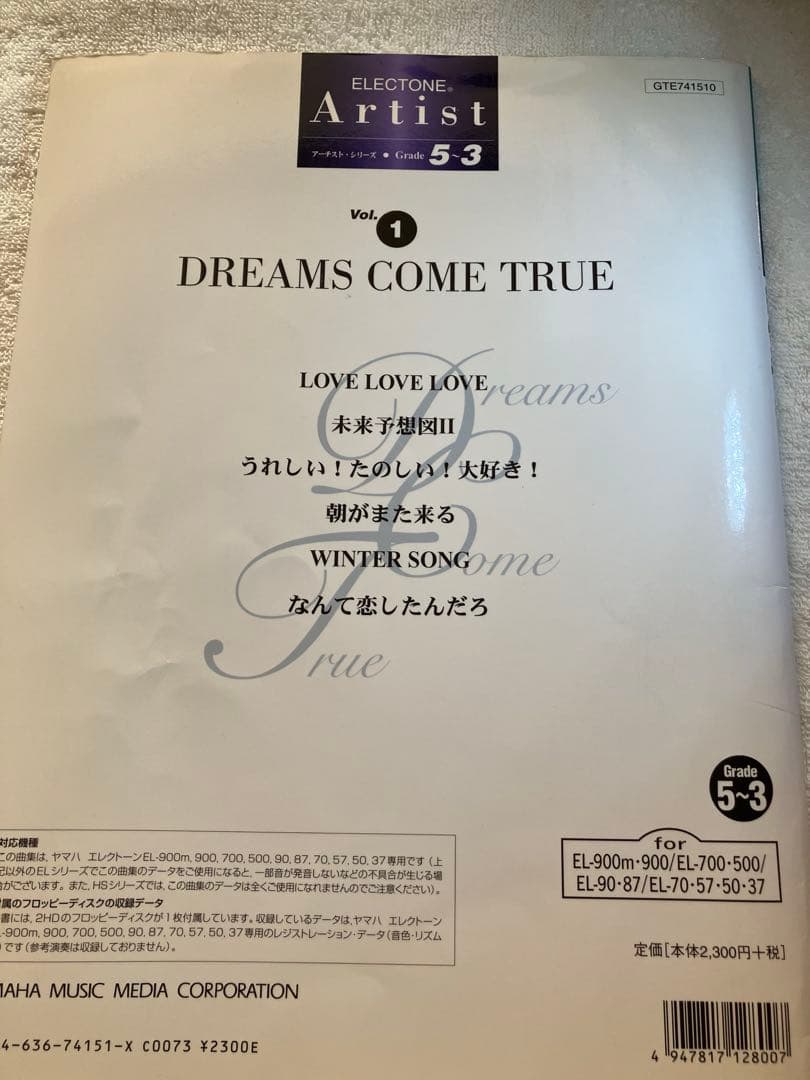 ELECTONE®
Artist
アーチスト・シリーズ ● Grade 5~3
GTE741510
Vol. 1
DREAMS COME TRUE
Dreams
Come
True
LOVE LOVE LOVE
未来予想図II
うれしい！たのしい！大好き！
朝がまた来る
WINTER SONG
なんて恋したんだろ
Grade
5~3
for
EL-900m・900/EL-700・500/
EL-90・87/EL-70・57・50・37
対応機種
この曲集は、ヤマハ エレクトーンEL-900m, 900, 700, 500, 90, 87, 70, 57, 50, 37専用です（上
記以外のELシリーズでこの曲集のデータをご使用になると、一部音が発音しないなどの不具合が生じる場
合がございます。また、HSシリーズでは、この曲集のデータは全くご使用になれませんのでご注意ください）。
属のフロッピーディスクの収録データ
書には、2HDのフロッピーディスクが1枚付属しています。収録しているデータは、ヤマハ エレクトーン
L-900m, 900, 700, 500, 90, 87, 70, 57, 50, 37専用のレジストレーション・データ（音色・リズム
）です（参考演奏は収録しておりません）。
定価[本体2,300円+税]
MAHA MUSIC MEDIA CORPORATION
4-636-74151-X C0073 ¥2300E
4 947817 128007